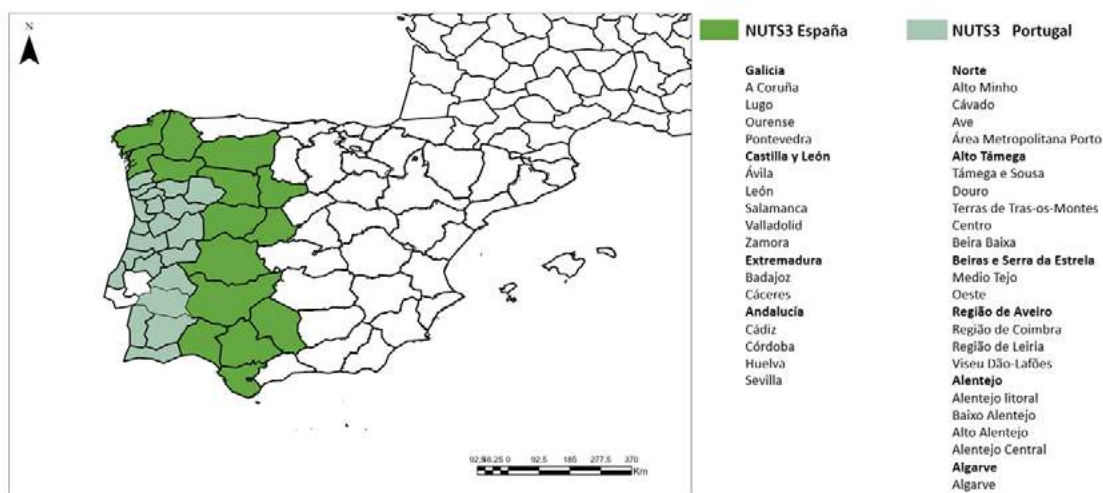 N
NUTS3 España
Galicia
A Coruña
Lugo
Ourense
Pontevedra
Castilla y León
Ávila
León
Salamanca
Valladolid
Zamora
Extremadura
Badajoz
Cáceres
Andalucía
Cádiz
Córdoba
Huelva
Sevilla
NUTS3 Portugal
Norte
Alto Minho
Cávado
Ave
Área Metropolitana Porto
Alto Támega
Támega e Sousa
Douro
Terras de Tras-os-Montes
Centro
Beira Baixa
Beiras e Serra da Estrela
Medio Tejo
Oeste
Região de Aveiro
Região de Coimbra
Região de Leiria
Viseu Dão-Lafões
Alentejo
Alentejo litoral
Baixo Alentejo
Alto Alentejo
Alentejo Central
Algarve
Algarve
0 92.5 185 277.5 370
Km